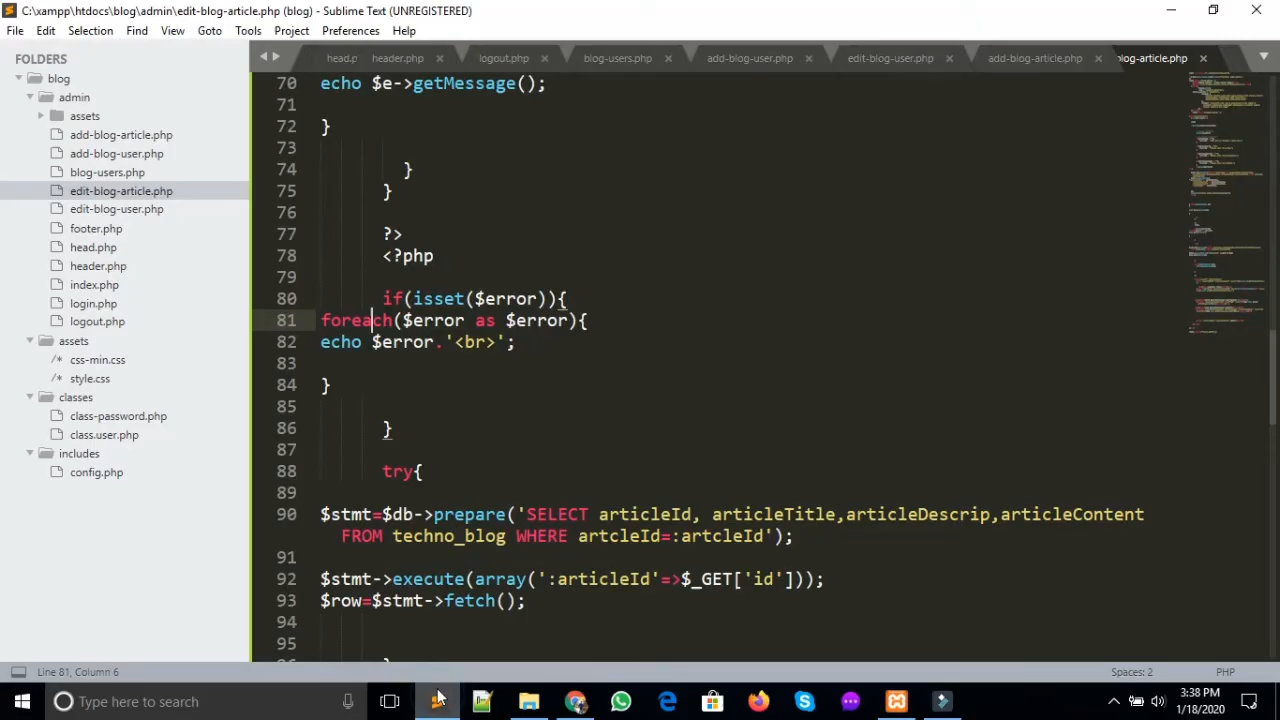 C:\xampp\htdocs\blog\admin\edit-blog-article.php (blog) - Sublime Text (UNREGISTERED)
File Edit Selection Find View Goto Tools Project Preferences Help
FOLDERS
blog
admin
assets
add-blog-article.php
add-blog-user.php
blog-users.php
edit-blog-article.php
edit-blog-user.php
footer.php
head.php
header.php
index.php
login.php
logout.php
assets
css-min.css
style.css
classes
class-password.php
class.user.php
includes
config.php
head.p header.php logout.php blog-users.php add-blog-user.php edit-blog-user.php add-blog-article.php blog-article.php
70 echo $e->getMessage();
71
72 }
73
74 }
75 }
76
77 ?>
78 <?php
79
80 if(isset($error)){
81 foreach($error as $error){
82 echo $error.'<br>';
83
84 }
85
86 }
87
88 try{
89
90 $stmt=$db->prepare('SELECT articleId, articleTitle,articleDescrip,articleContent
FROM techno_blog WHERE artcleId=:artcleId');
91
92 $stmt->execute(array(':articleId'=>$_GET['id']));
93 $row=$stmt->fetch();
94
95
Line 81, Column 6 Spaces: 2 PHP
Type here to search
3:38 PM
1/18/2020